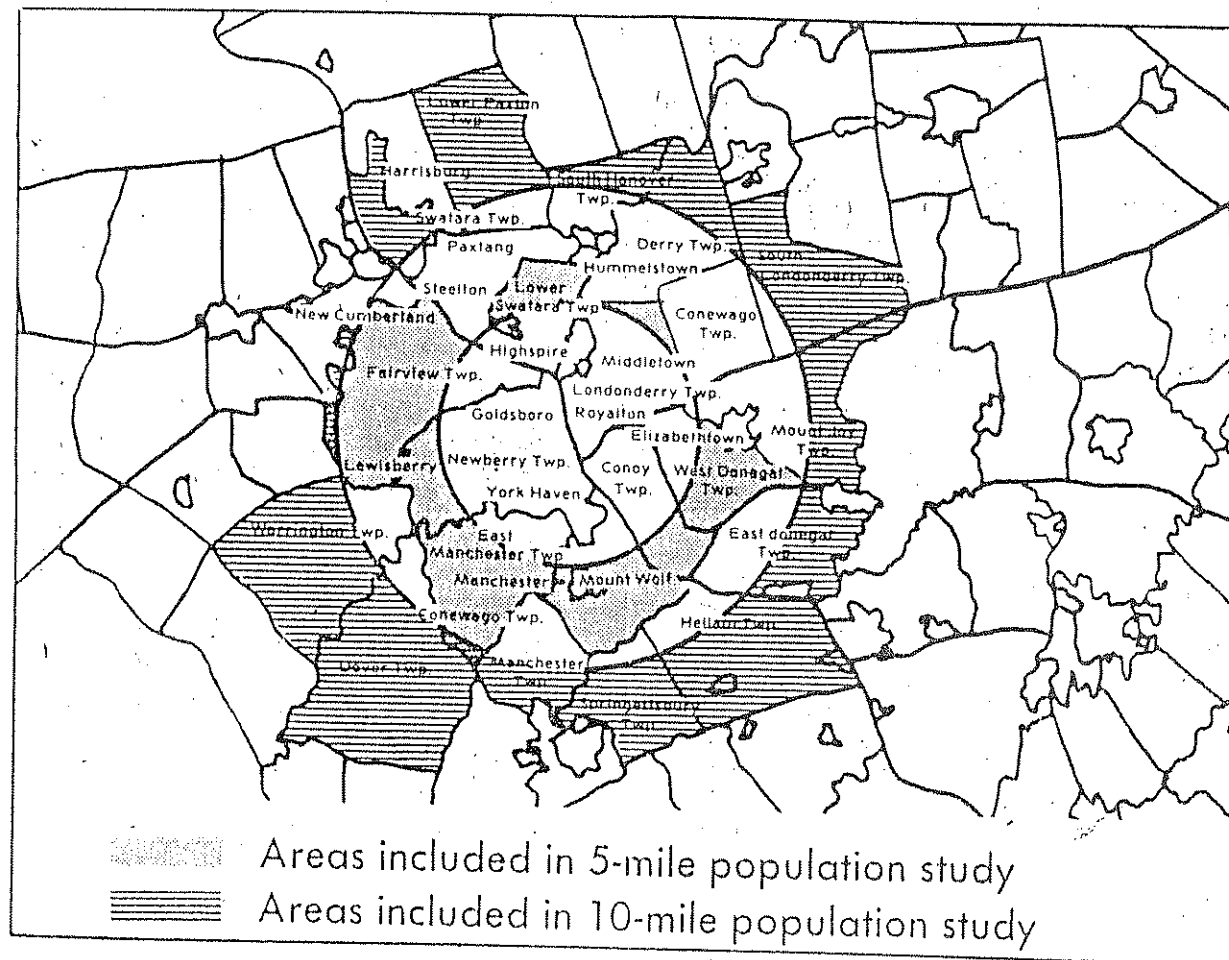 Lower Paxton
Twp.
Harrisburg
South Hanover
Twp.
Swatara Twp.
Paxtang
Derry Twp.
Hummelstown
South
Londonderry Twp.
Steelton
Lower
Swatara Twp.
New Cumberland
Conewago
Twp.
Highspire
Middletown
Fairview Twp.
Londonderry Twp.
Goldsboro
Royalton
Elizabethtown
Mount Joy
Twp.
Lewisberry
Newberry Twp.
Conoy
Twp.
West Donegal
Twp.
York Haven
Warrington Twp.
East
Manchester Twp
East donegal
Twp.
Manchester
Mount Wolf
Conewago Twp.
Hellam Twp.
Dover Twp.
Manchester
Twp.
Springettsbury
Twp.
Areas included in 5-mile population study
Areas included in 10-mile population study